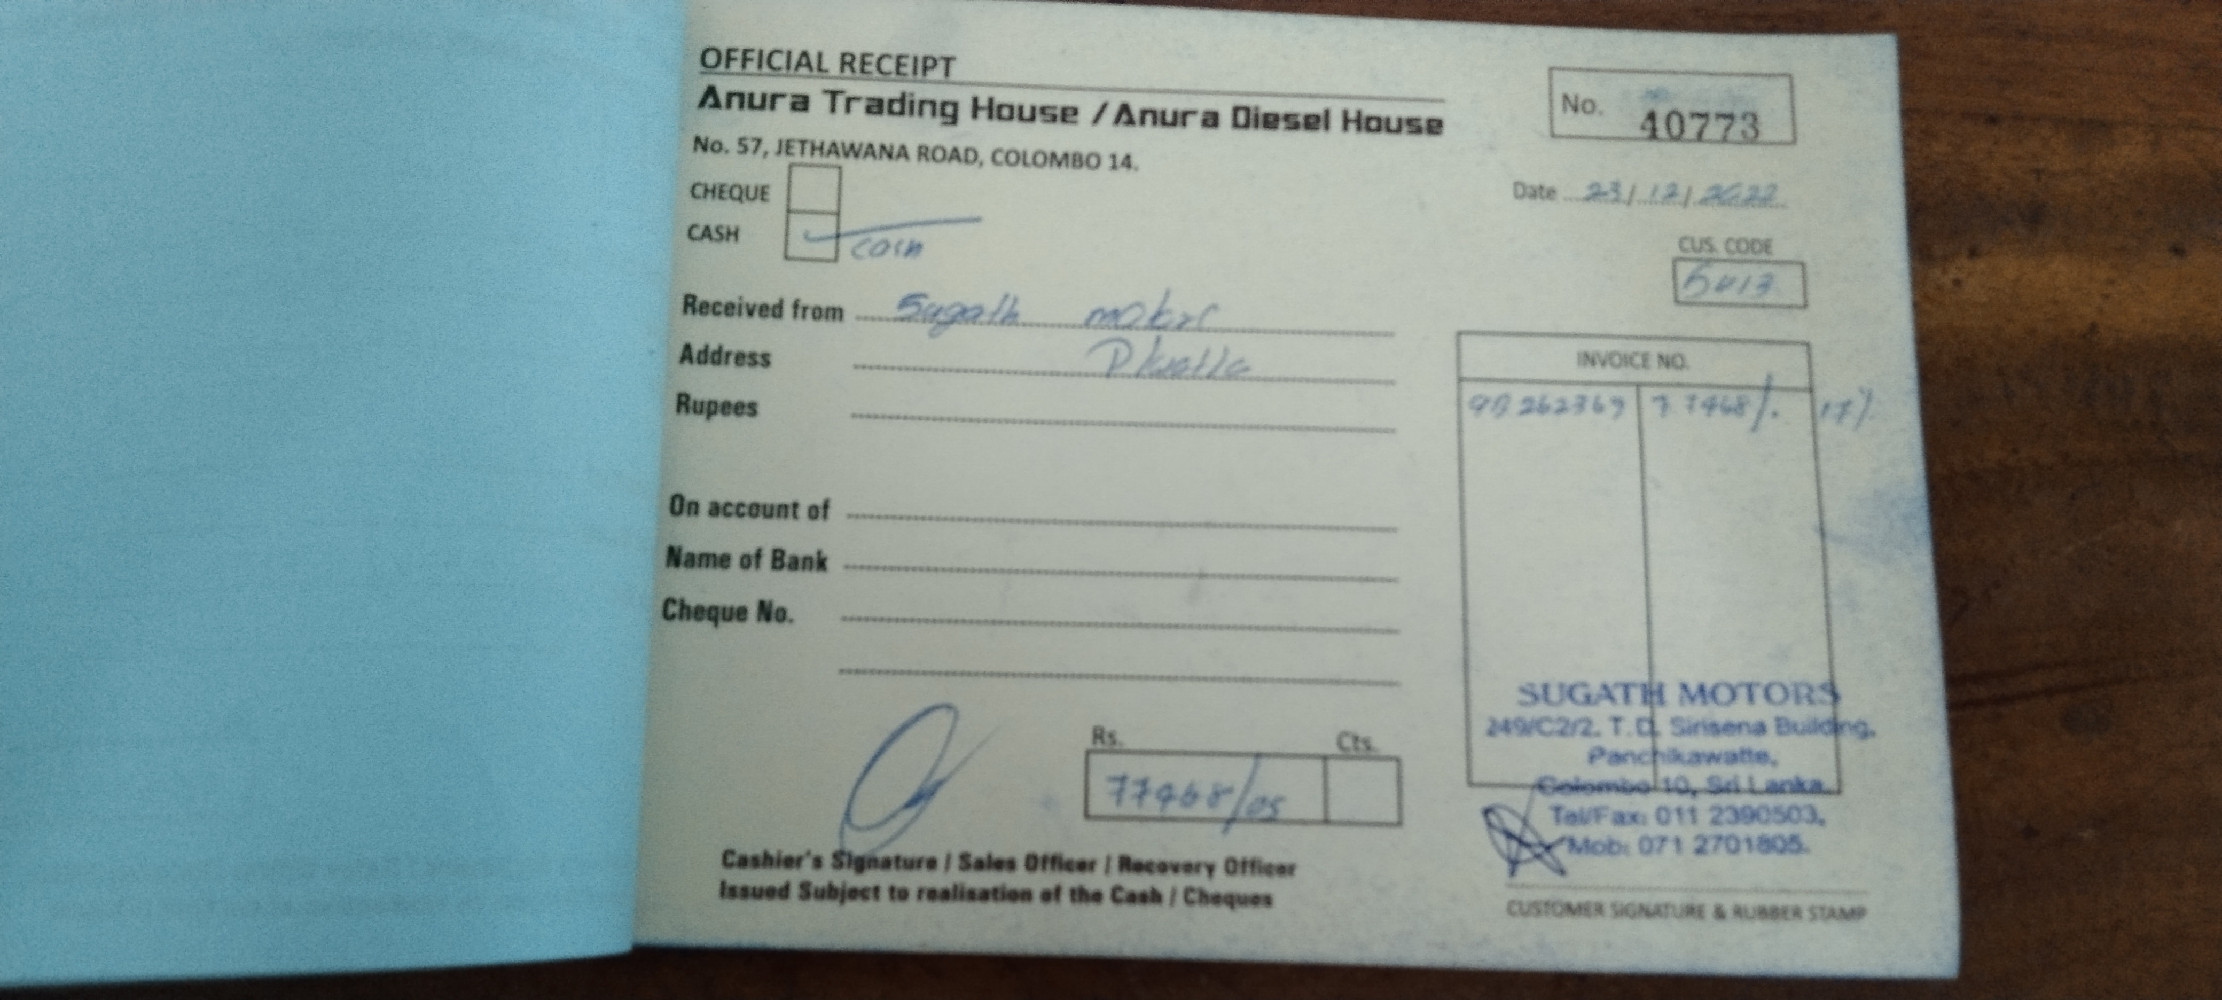 OFFICIAL RECEIPT
Anura Trading House / Anura Diesel House
No. 57, JETHAWANA ROAD, COLOMBO 14.
No. 40773
Date 23/12/2022
CHEQUE
CASH cash
CUS. CODE
Received from Sugath motor
Address
Rupees
INVOICE NO.
77468/. 17%
On account of
Name of Bank
Cheque No.
Rs. Cts.
77468/05
Cashier's Signature / Sales Officer / Recovery Officer
Issued Subject to realisation of the Cash / Cheques
SUGATH MOTORS
249/C2/2, T.D. Sirisena Building,
Panchikawatte,
Colombo 10, Sri Lanka.
Tel/Fax: 011 2390503,
Mob: 071 2701805.
CUSTOMER SIGNATURE & RUBBER STAMP